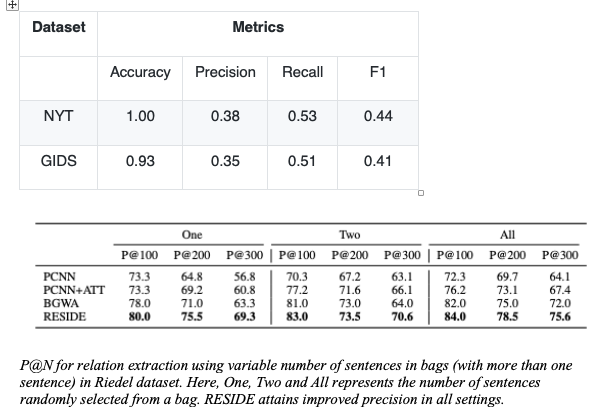 Dataset Metrics
Accuracy Precision Recall F1
NYT 1.00 0.38 0.53 0.44
GIDS 0.93 0.35 0.51 0.41
One Two All
P@100 P@200 P@300 P@100 P@200 P@300 P@100 P@200 P@300
PCNN 73.3 64.8 56.8 70.3 67.2 63.1 72.3 69.7 64.1
PCNN+ATT 73.3 69.2 60.8 77.2 71.6 66.1 76.2 73.1 67.4
BGWA 78.0 71.0 63.3 81.0 73.0 64.0 82.0 75.0 72.0
RESIDE 80.0 75.5 69.3 83.0 73.5 70.6 84.0 78.5 75.6
P@N for relation extraction using variable number of sentences in bags (with more than one
sentence) in Riedel dataset. Here, One, Two and All represents the number of sentences
randomly selected from a bag. RESIDE attains improved precision in all settings.